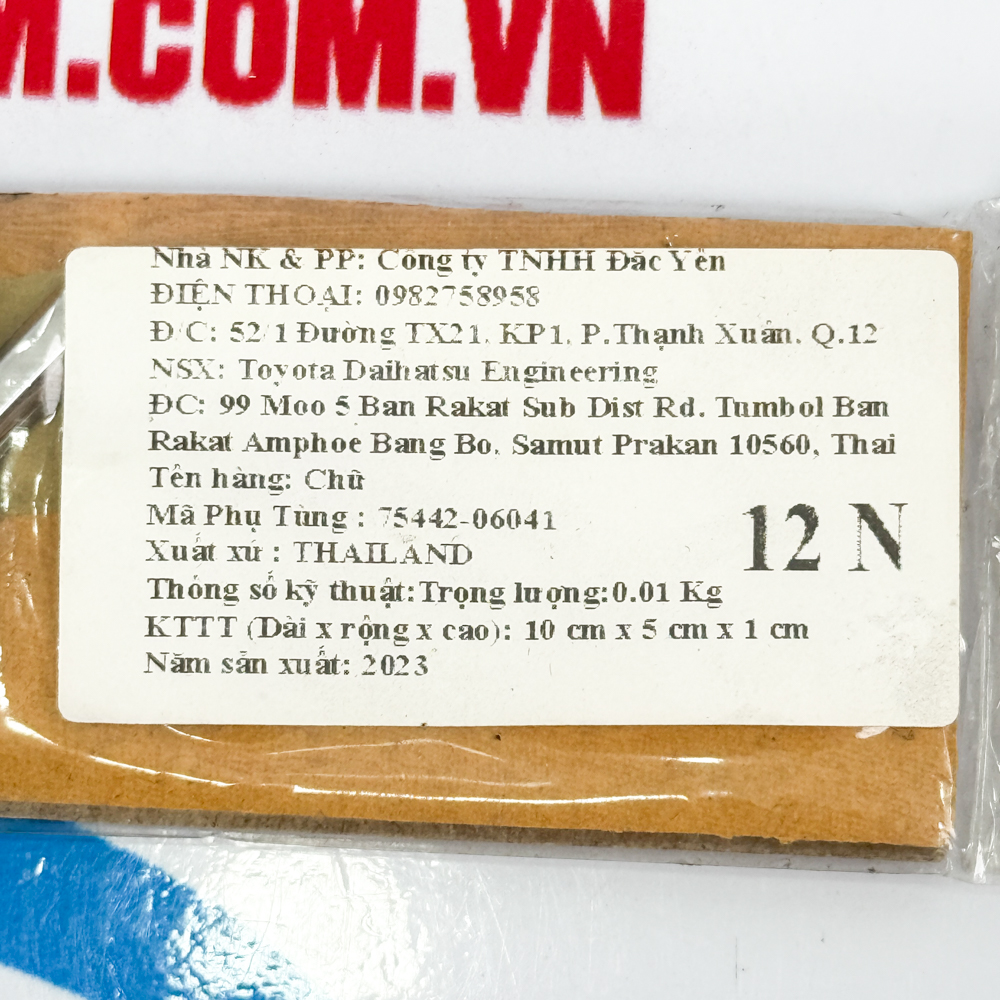 M.COM.VN
Nhà NK & PP: Công ty TNHH Đăc Yên
ĐIỆN THOẠI: 0982758958
Đ/C: 52/1 Đường TX21, KP1, P.Thạnh Xuân, Q.12
NSX: Toyota Daihatsu Engineering
ĐC: 99 Moo 5 Ban Rakat Sub Dist Rd. Tumbol Ban
Rakat Amphoe Bang Bo, Samut Prakan 10560, Thai
Tên hàng: Chữ
Mã Phụ Tùng : 75442-06041
12 N
Xuất xứ : THAILAND
Thông số kỹ thuật:Trọng lượng:0.01 Kg
KTTT (Dài x rộng x cao): 10 cm x 5 cm x 1 cm
Năm sản xuất: 2023